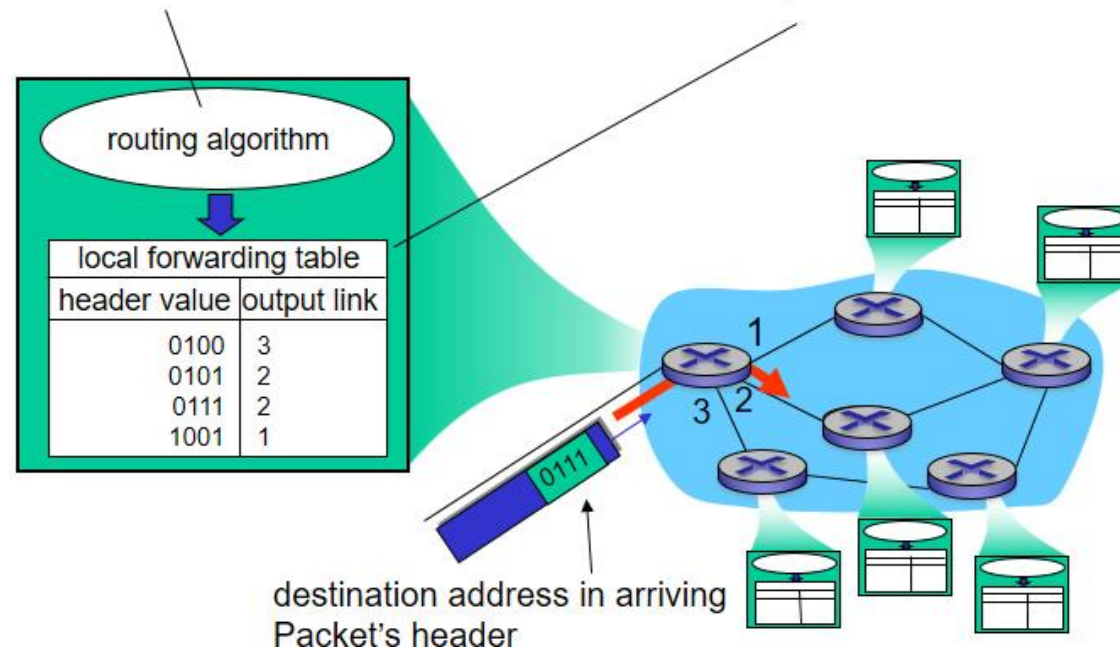 routing algorithm
local forwarding table
header value output link
0100 3
0101 2
0111 2
1001 1
1
2
3
0111
destination address in arriving
Packet's header